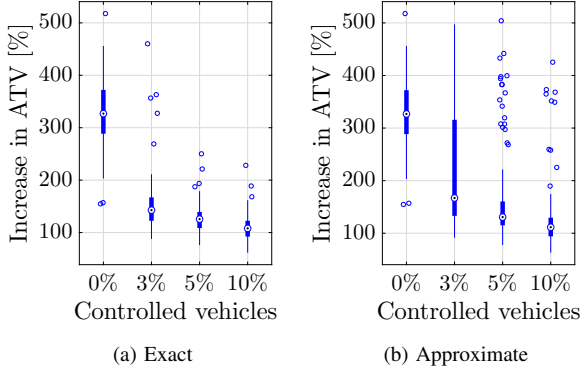 Increase in ATV [%]
500
400
300
200
100
0% 3% 5% 10%
Controlled vehicles
(a) Exact
Increase in ATV [%]
500
400
300
200
100
0% 3% 5% 10%
Controlled vehicles
(b) Approximate